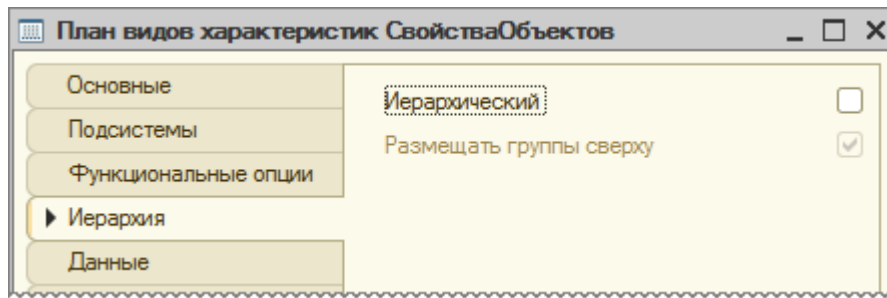 План видов характеристик СвойстваОбъектов
Основные
Подсистемы
Функциональные опции
Иерархия
Данные
Иерархический
Размещать группы сверху